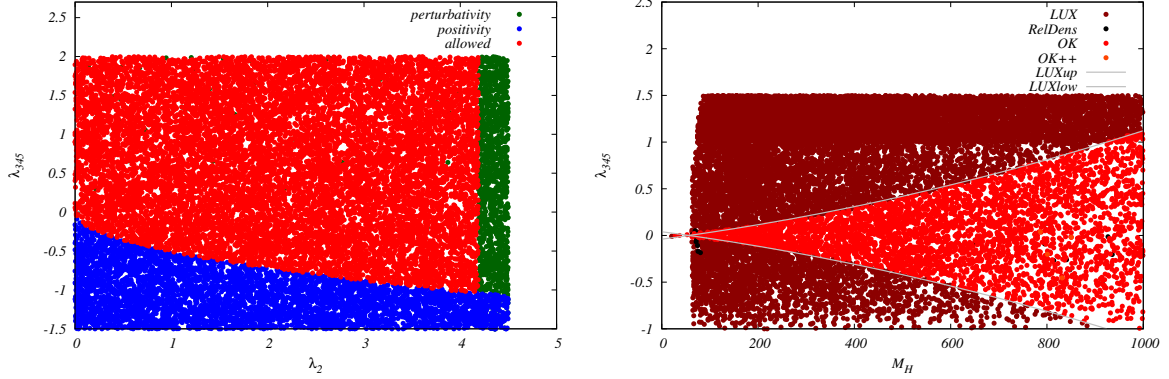 2.5
2
1.5
1
0.5
0
-0.5
-1
-1.5
0
1
2
3
4
5
λ345
λ2
perturbativity
positivity
allowed
2.5
2
1.5
1
0.5
0
-0.5
-1
0
200
400
600
800
1000
λ345
MH
LUX
RelDens
OK
OK++
LUXup
LUXlow